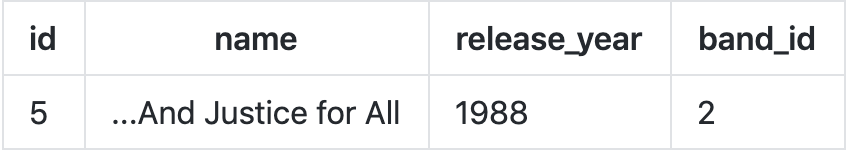 id name release_year band_id
5 ...And Justice for All 1988 2